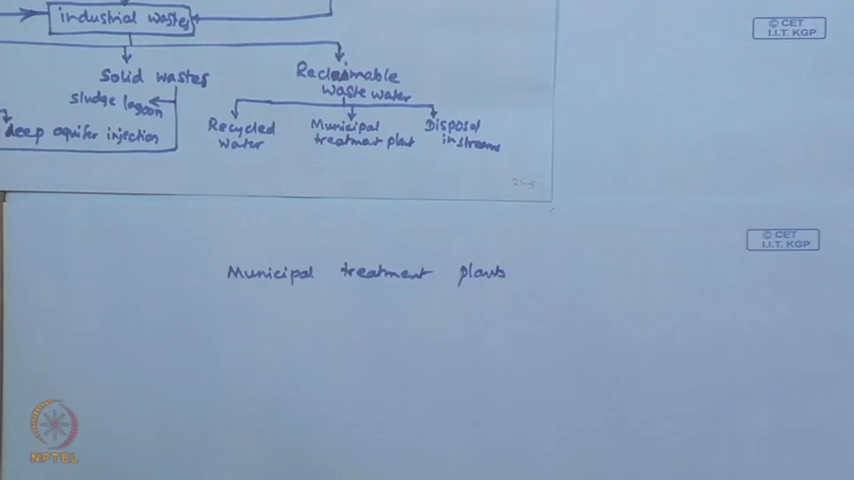 industrial wastes
© CET
I.I.T. KGP
Solid wastes
Reclaimable
waste water
sludge lagoon
deep aquifer injection
Recycled
water
Municipal
treatment plant
Disposal
in streams
© CET
I.I.T. KGP
Municipal treatment plants
NPTEL